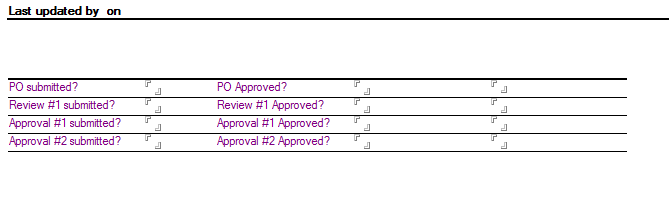 Last updated by on
PO submitted? PO Approved?
Review #1 submitted? Review #1 Approved?
Approval #1 submitted? Approval #1 Approved?
Approval #2 submitted? Approval #2 Approved?